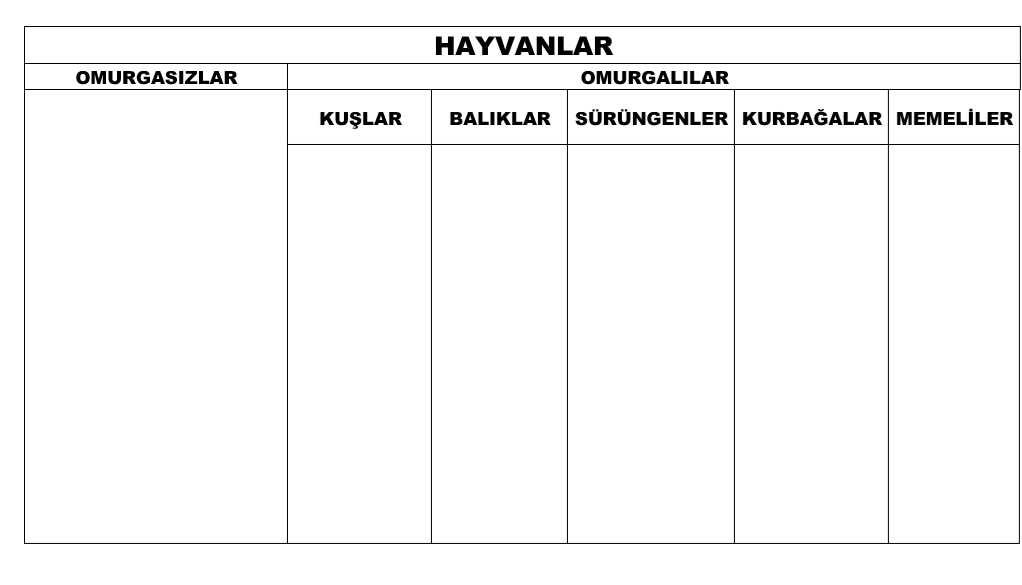 HAYVANLAR
OMURGASIZLAR
OMURGALILAR
KUŞLAR
BALIKLAR
SÜRÜNGENLER
KURBAĞALAR
MEMELİLER